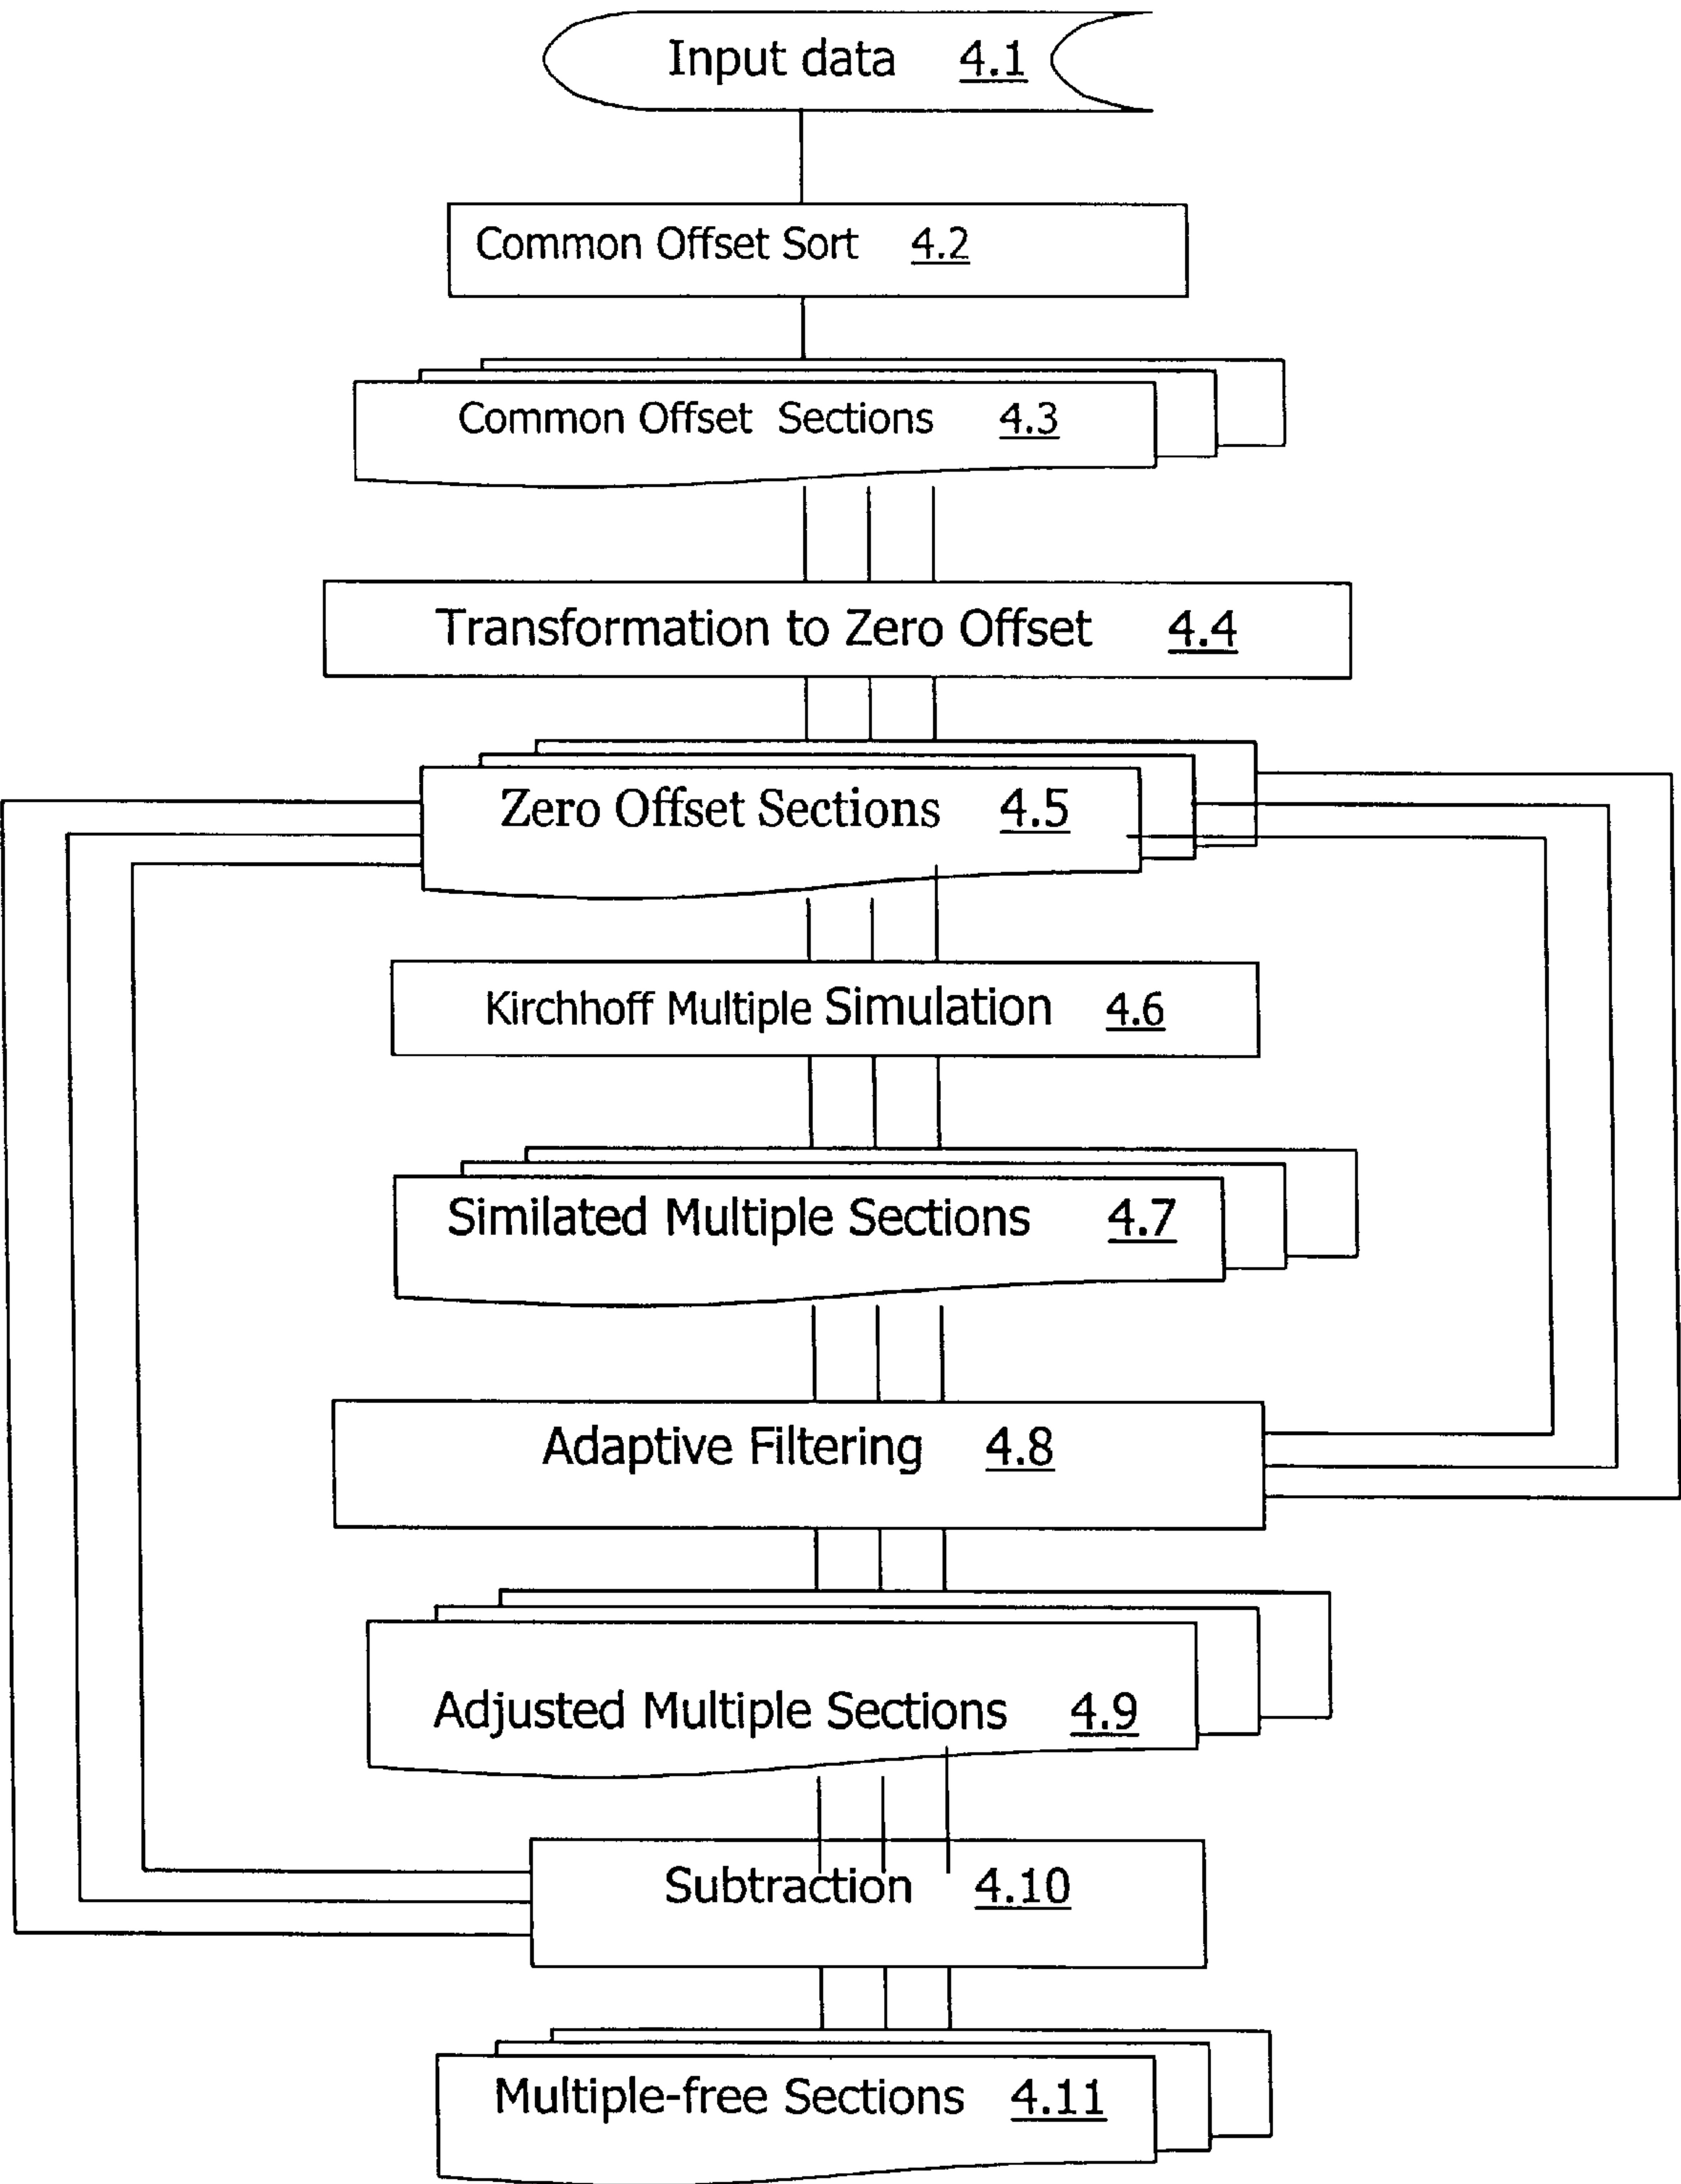 Input data 4.1
Common Offset Sort 4.2
Common Offset Sections 4.3
Transformation to Zero Offset 4.4
Zero Offset Sections 4.5
Kirchhoff Multiple Simulation 4.6
Similated Multiple Sections 4.7
Adaptive Filtering 4.8
Adjusted Multiple Sections 4.9
Subtraction 4.10
Multiple-free Sections 4.11